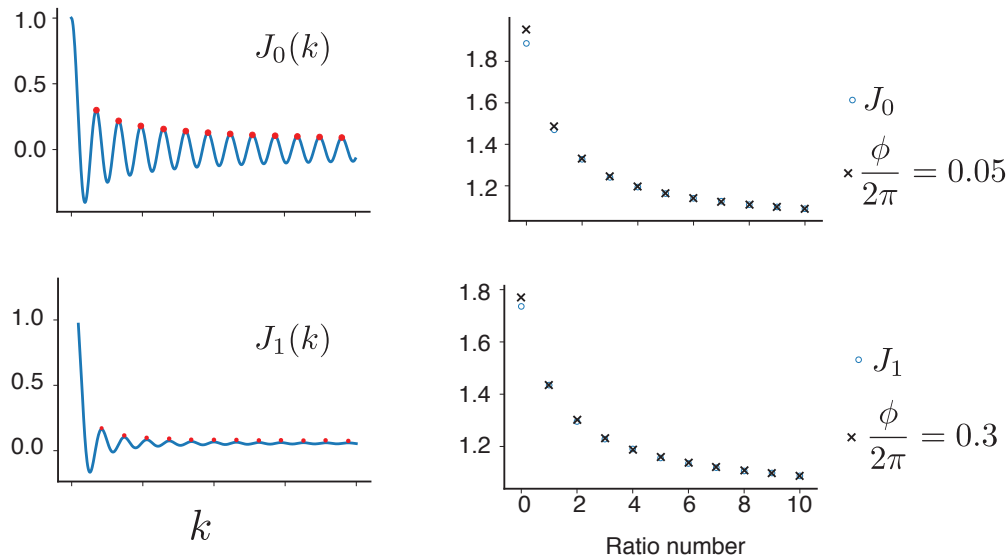 1.0
0.5
0.0
J_0(k)
1.8
1.6
1.4
1.2
J_0
φ/2π = 0.05
1.0
0.5
0.0
J_1(k)
k
1.8
1.6
1.4
1.2
0 2 4 6 8 10
Ratio number
J_1
φ/2π = 0.3